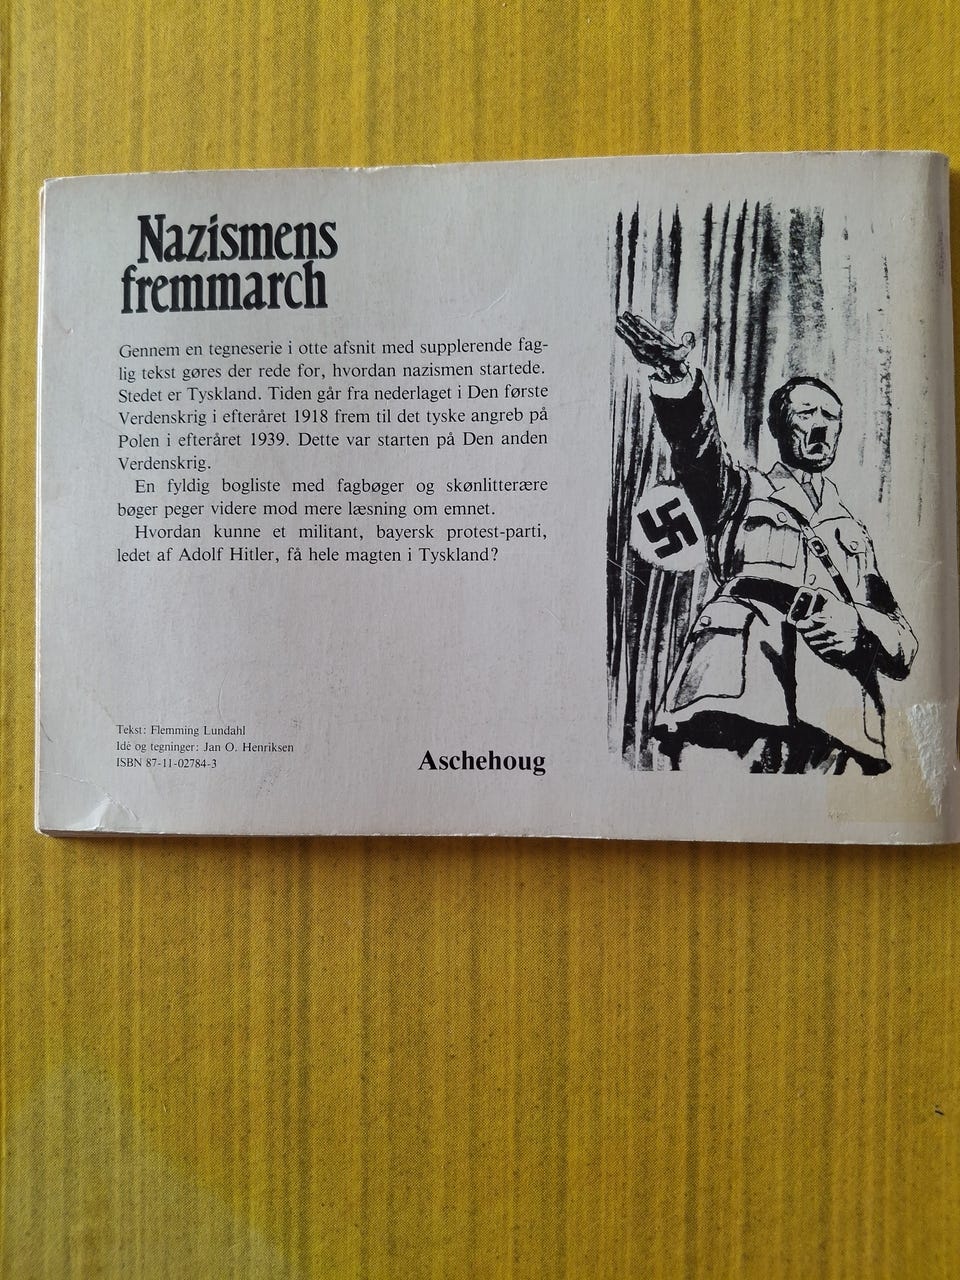 Nazismens
fremmarch
Gennem en tegneserie i otte afsnit med supplerende fag-
lig tekst gøres der rede for, hvordan nazismen startede.
Stedet er Tyskland. Tiden går fra nederlaget i Den første
Verdenskrig i efteråret 1918 frem til det tyske angreb på
Polen i efteråret 1939. Dette var starten på Den anden
Verdenskrig.
En fyldig bogliste med fagbøger og skønlitterære
bøger peger videre mod mere læsning om emnet.
Hvordan kunne et militant, bayersk protest-parti,
ledet af Adolf Hitler, få hele magten i Tyskland?
Tekst: Flemming Lundahl
Idé og tegninger: Jan O. Henriksen
ISBN 87-11-02784-3
Aschehoug